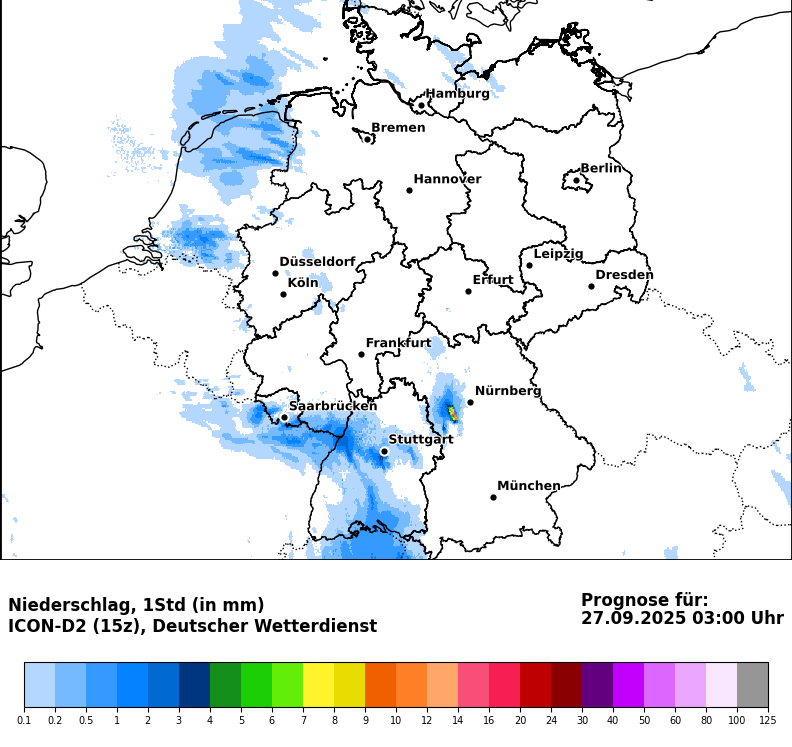 Hamburg
Bremen
Berlin
Hannover
Leipzig
Düsseldorf
Dresden
Köln
Erfurt
Frankfurt
Nürnberg
Saarbrücken
Stuttgart
München
Niederschlag, 1Std (in mm)
ICON-D2 (15z), Deutscher Wetterdienst
Prognose für:
27.09.2025 03:00 Uhr
0.1 0.2 0.5 1 2 3 4 5 6 7 8 9 10 12 14 16 20 24 30 40 50 60 80 100 125